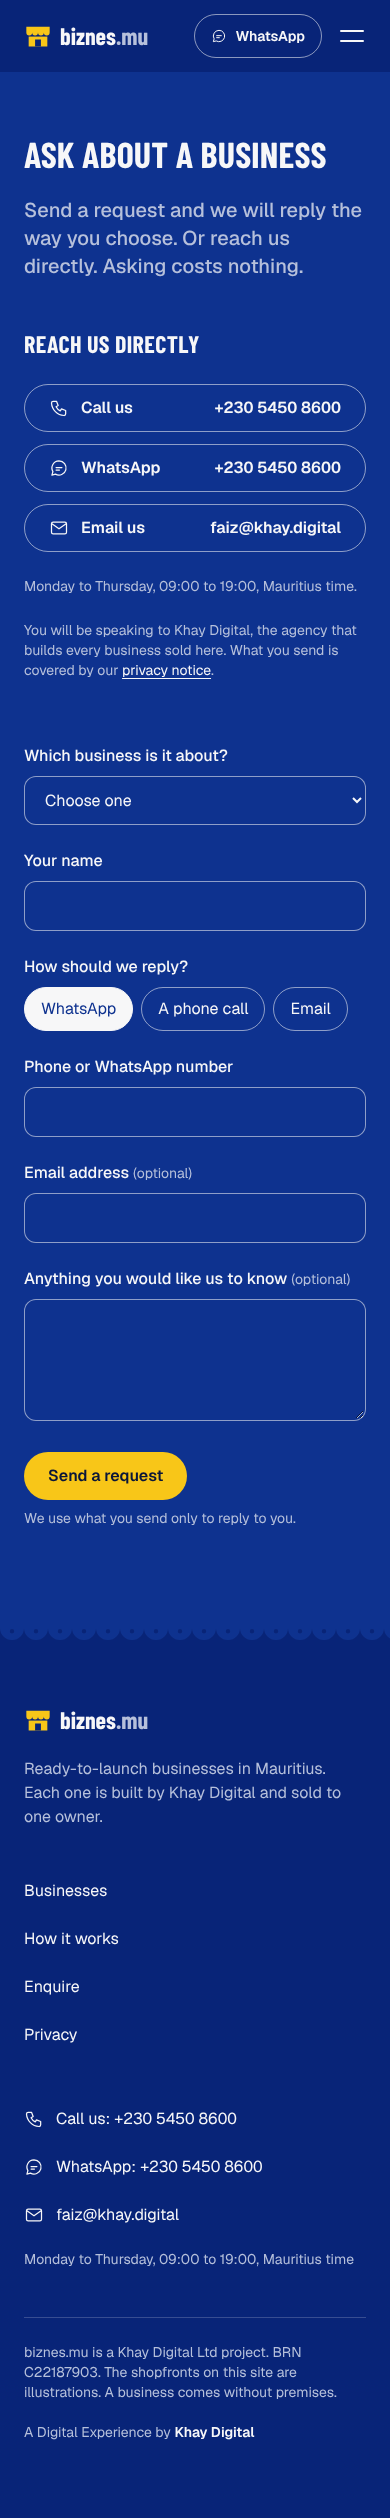 biznes.mu
WhatsApp
ASK ABOUT A BUSINESS
Send a request and we will reply the
way you choose. Or reach us
directly. Asking costs nothing.
REACH US DIRECTLY
Call us +230 5450 8600
WhatsApp +230 5450 8600
Email us faiz@khay.digital
Monday to Thursday, 09:00 to 19:00, Mauritius time.
You will be speaking to Khay Digital, the agency that
builds every business sold here. What you send is
covered by our privacy notice.
Which business is it about?
Choose one
Your name
How should we reply?
WhatsApp A phone call Email
Phone or WhatsApp number
Email address (optional)
Anything you would like us to know (optional)
Send a request
We use what you send only to reply to you.
biznes.mu
Ready-to-launch businesses in Mauritius.
Each one is built by Khay Digital and sold to
one owner.
Businesses
How it works
Enquire
Privacy
Call us: +230 5450 8600
WhatsApp: +230 5450 8600
faiz@khay.digital
Monday to Thursday, 09:00 to 19:00, Mauritius time
biznes.mu is a Khay Digital Ltd project. BRN
C22187903. The shopfronts on this site are
illustrations. A business comes without premises.
A Digital Experience by Khay Digital